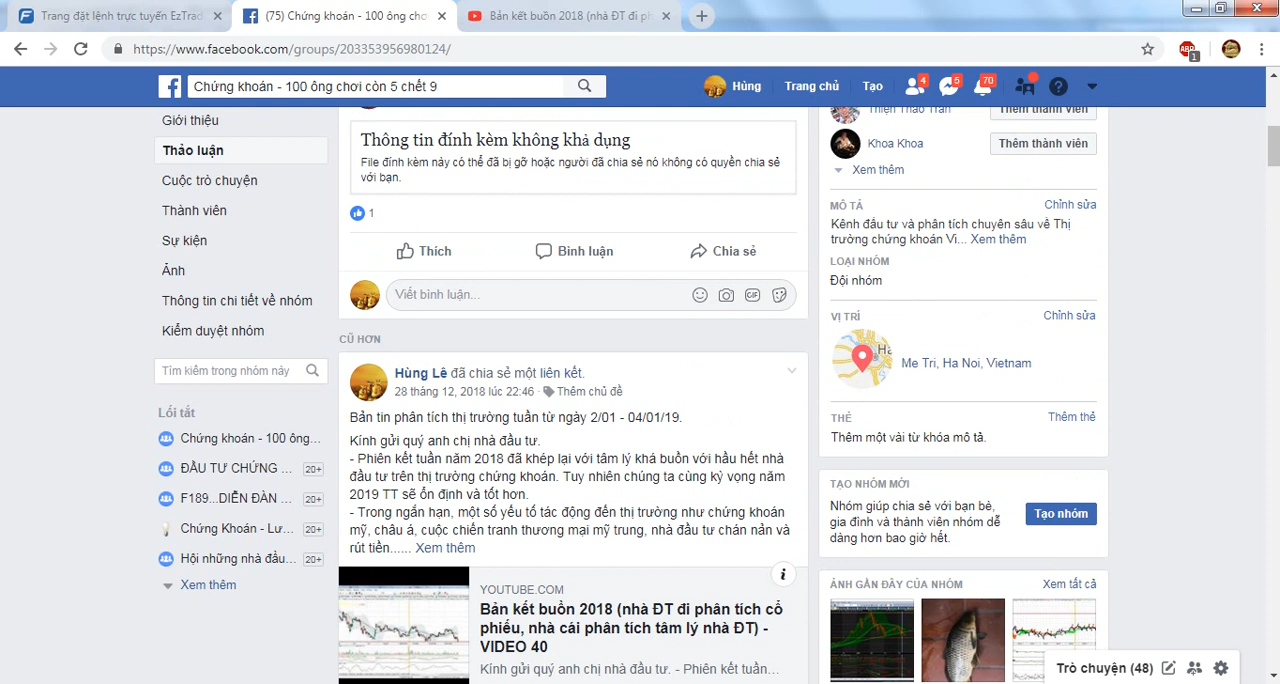 Trang đặt lệnh trực tuyến EzTrad
(75) Chứng khoán - 100 ông chơi
Bản kết buồn 2018 (nhà ĐT đi ph
https://www.facebook.com/groups/203353956980124/
ABP
1
Chứng khoán - 100 ông chơi còn 5 chết 9
Hùng
Trang chủ
Tạo
4
5
70
Giới thiệu
Thảo luận
Cuộc trò chuyện
Thành viên
Sự kiện
Ảnh
Thông tin chi tiết về nhóm
Kiểm duyệt nhóm
Tìm kiếm trong nhóm này
Lối tắt
Chứng khoán - 100 ông...
ĐẦU TƯ CHỨNG ... 20+
F189...DIỄN ĐÀN ... 20+
Chứng Khoán - Lư... 20+
Hội những nhà đầu... 20+
Xem thêm
Thông tin đính kèm không khả dụng
File đính kèm này có thể đã bị gỡ hoặc người đã chia sẻ nó không có quyền chia sẻ
với bạn.
1
Thích
Bình luận
Chia sẻ
Viết bình luận...
GIF
CŨ HƠN
Hùng Lê đã chia sẻ một liên kết.
28 tháng 12, 2018 lúc 22:46 · Thêm chủ đề
Bản tin phân tích thị trường tuần từ ngày 2/01 - 04/01/19.
Kính gửi quý anh chị nhà đầu tư.
- Phiên kết tuần năm 2018 đã khép lại với tâm lý khá buồn với hầu hết nhà
đầu tư trên thị trường chứng khoán. Tuy nhiên chúng ta cùng kỳ vọng năm
2019 TT sẽ ổn định và tốt hơn.
- Trong ngắn hạn, một số yếu tố tác động đến thị trường như chứng khoán
mỹ, châu á, cuộc chiến tranh thương mại mỹ trung, nhà đầu tư chán nản và
rút tiền...... Xem thêm
YOUTUBE.COM
Bản kết buồn 2018 (nhà ĐT đi phân tích cổ
phiếu, nhà cái phân tích tâm lý nhà ĐT) -
VIDEO 40
Kính gửi quý anh chị nhà đầu tư. - Phiên kết tuần...
Thiện Thảo Trần
Thêm thành viên
Khoa Khoa
Thêm thành viên
Xem thêm
MÔ TẢ
Chỉnh sửa
Kênh đầu tư và phân tích chuyên sâu về Thị
trường chứng khoán Vi... Xem thêm
LOẠI NHÓM
Đội nhóm
VỊ TRÍ
Chỉnh sửa
Ha
Me Tri, Ha Noi, Vietnam
THẺ
Thêm thẻ
Thêm một vài từ khóa mô tả.
TẠO NHÓM MỚI
Nhóm giúp chia sẻ với bạn bè,
gia đình và thành viên nhóm dễ
dàng hơn bao giờ hết.
Tạo nhóm
ẢNH GẦN ĐÂY CỦA NHÓM
Xem tất cả
Trò chuyện (48)